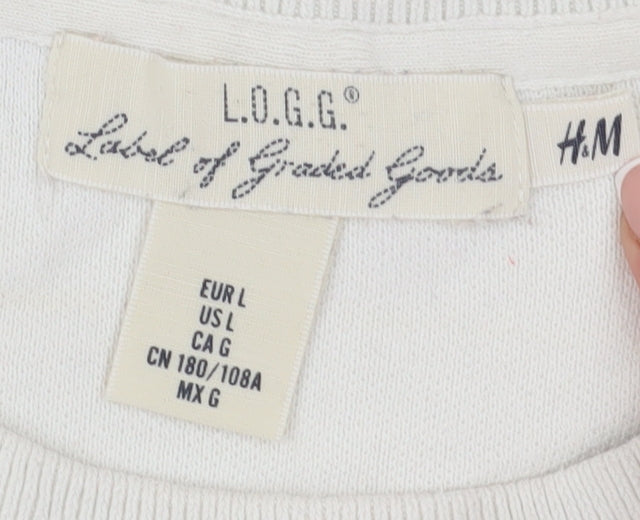 L.O.G.G.®
Label of Graded Goods
H&M
EUR L
US L
CA G
CN 180/108A
MX G